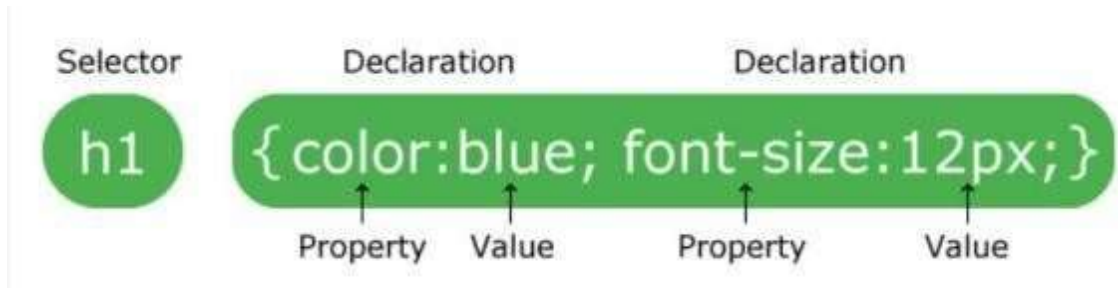 Selector Declaration Declaration
h1 {color:blue; font-size:12px;}
Property Value Property Value